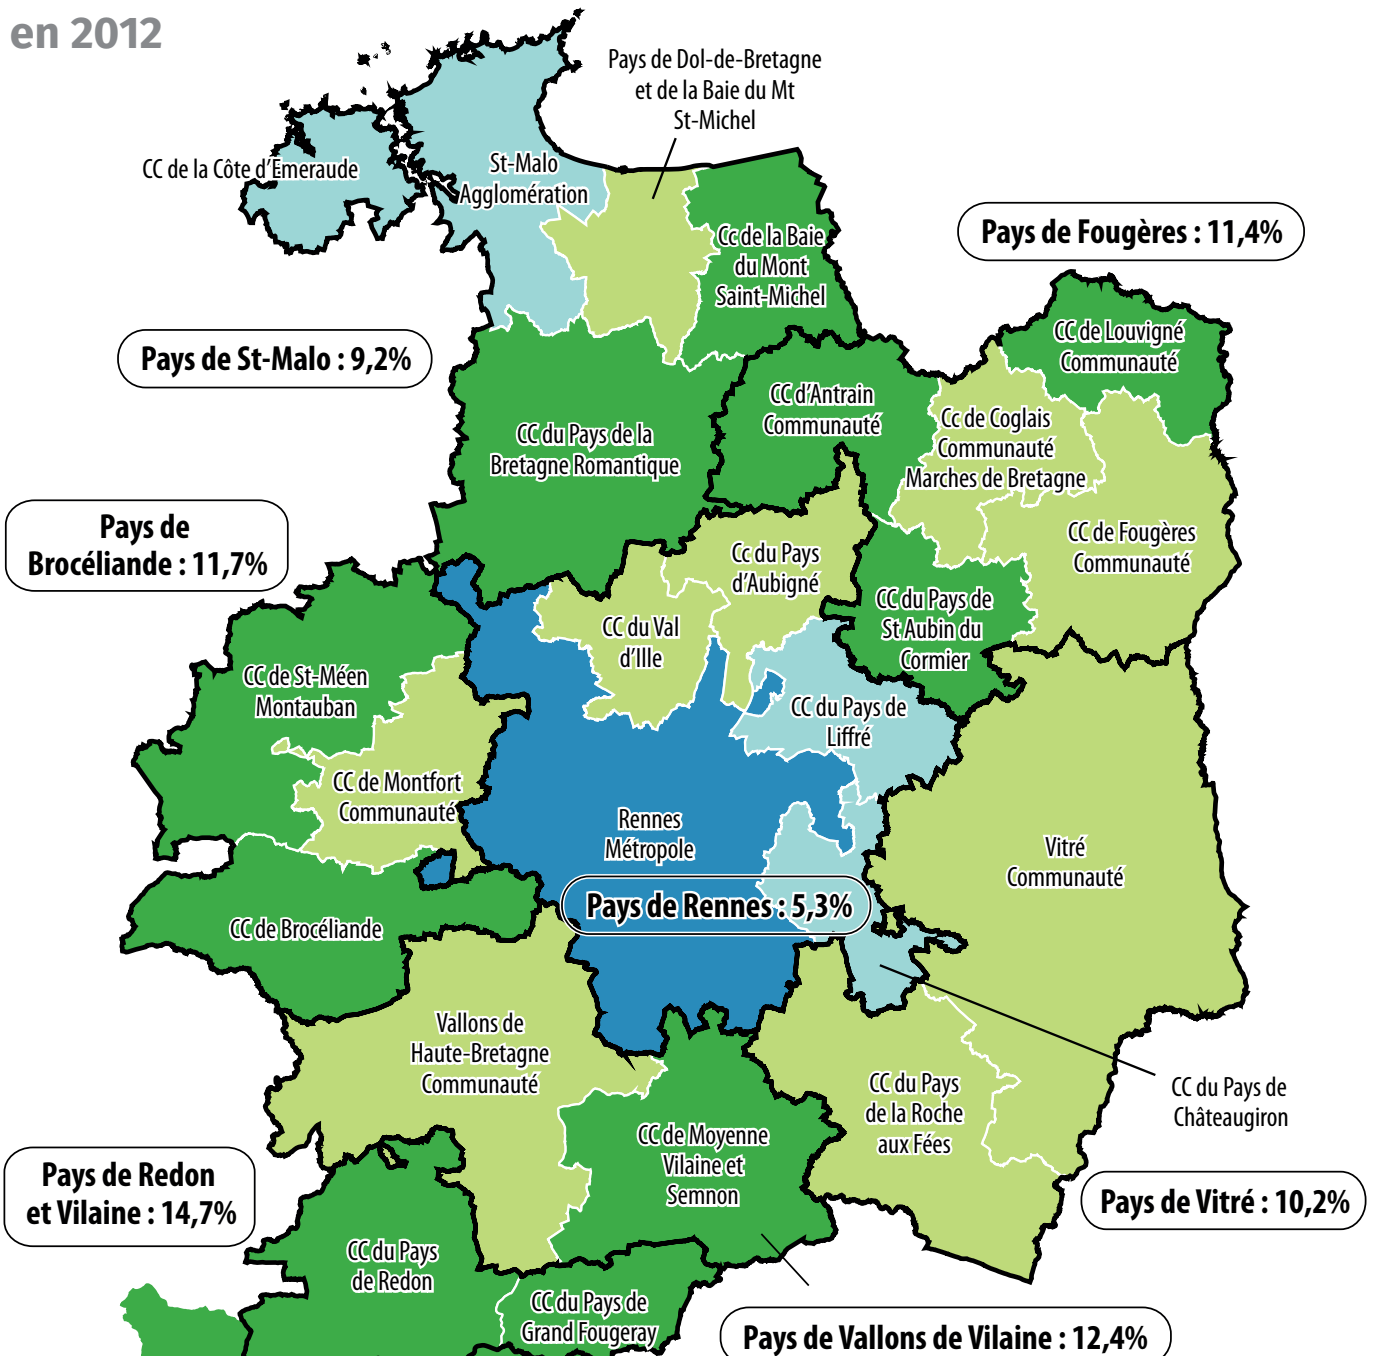 en 2012
Pays de Dol-de-Bretagne
et de la Baie du Mt
St-Michel
CC de la Côte d'Emeraude
St-Malo
Agglomération
Cc de la Baie
du Mont
Saint-Michel
Pays de Fougères : 11,4%
CC de Louvigné
Communauté
Pays de St-Malo : 9,2%
CC d'Antrain
Communauté
Cc de Coglais
Communauté
Marches de Bretagne
CC du Pays de la
Bretagne Romantique
Pays de
Brocéliande : 11,7%
CC de Fougères
Communauté
Cc du Pays
d'Aubigné
CC du Pays de
St Aubin du
Cormier
CC du Val
d'Ille
CC de St-Méen
Montauban
CC du Pays de
Liffré
CC de Montfort
Communauté
Rennes
Métropole
Vitré
Communauté
Pays de Rennes : 5,3%
CC de Brocéliande
Vallons de
Haute-Bretagne
Communauté
CC du Pays
de la Roche
aux Fées
CC du Pays de
Châteaugiron
CC de Moyenne
Vilaine et
Semnon
Pays de Redon
et Vilaine : 14,7%
Pays de Vitré : 10,2%
CC du Pays
de Redon
CC du Pays de
Grand Fougeray
Pays de Vallons de Vilaine : 12,4%